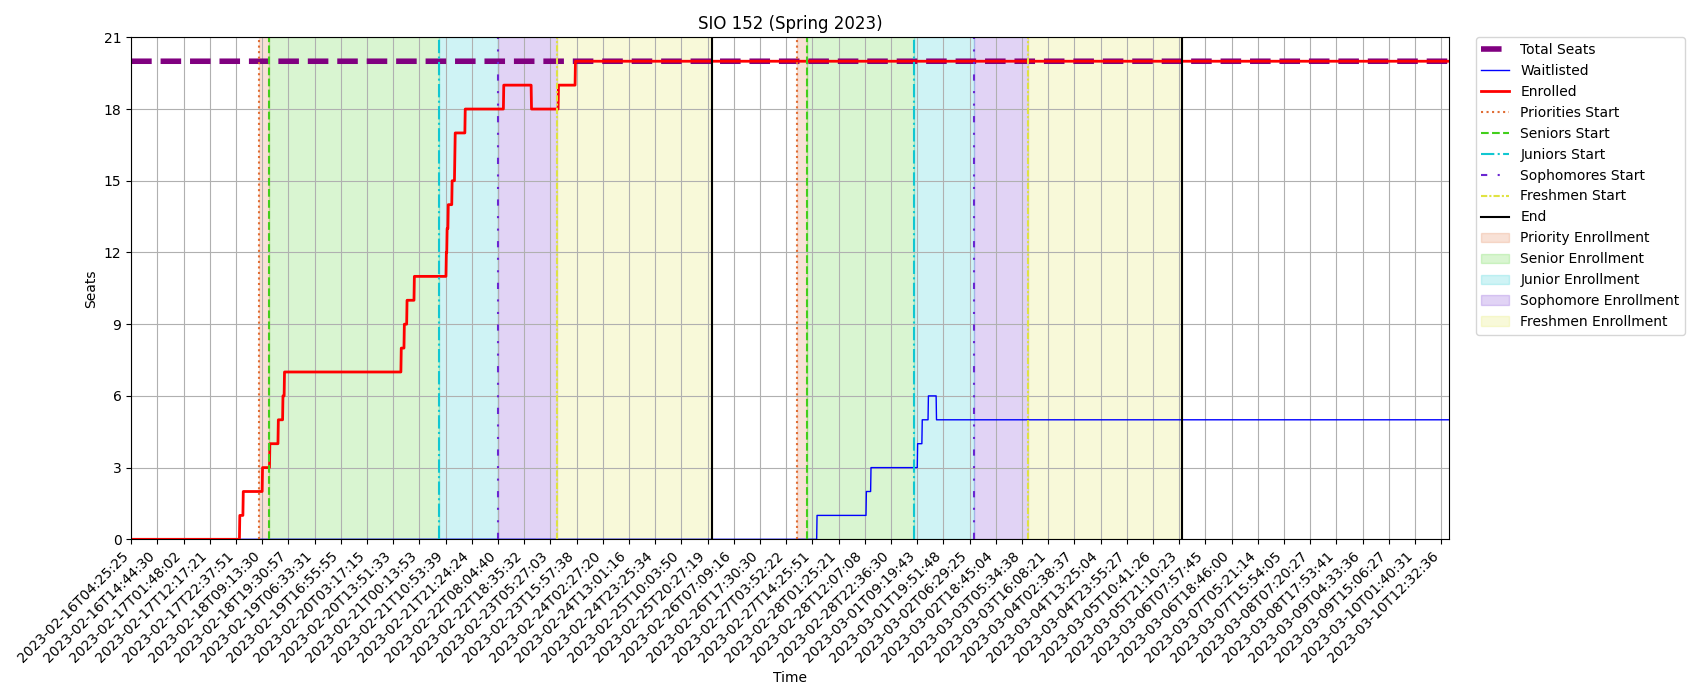 SIO 152 (Spring 2023)
21
18
15
12
9
6
3
0
Seats
2023-02-16T04:25:25
2023-02-16T14:44:30
2023-02-17T01:48:02
2023-02-17T12:17:21
2023-02-17T22:37:51
2023-02-18T09:13:30
2023-02-18T19:30:57
2023-02-19T06:33:31
2023-02-19T16:55:55
2023-02-20T03:17:15
2023-02-20T13:51:33
2023-02-21T00:13:53
2023-02-21T10:53:39
2023-02-21T21:24:24
2023-02-22T08:04:40
2023-02-22T18:35:32
2023-02-23T05:27:03
2023-02-23T15:57:38
2023-02-24T02:27:20
2023-02-24T13:01:16
2023-02-24T23:25:34
2023-02-25T10:03:50
2023-02-25T20:27:19
2023-02-26T07:09:16
2023-02-26T17:30:30
2023-02-27T03:52:22
2023-02-27T14:25:51
2023-02-28T01:25:21
2023-02-28T12:07:08
2023-02-28T22:36:30
2023-03-01T09:19:43
2023-03-01T19:51:48
2023-03-02T06:29:25
2023-03-02T18:45:04
2023-03-03T05:34:38
2023-03-03T16:08:21
2023-03-04T02:38:37
2023-03-04T13:25:04
2023-03-04T23:55:27
2023-03-05T10:41:26
2023-03-05T21:10:23
2023-03-06T07:57:45
2023-03-06T18:46:00
2023-03-07T05:21:14
2023-03-07T15:54:05
2023-03-08T07:20:27
2023-03-08T17:53:41
2023-03-09T04:33:36
2023-03-09T15:06:27
2023-03-10T01:40:31
2023-03-10T12:32:36
Time
Total Seats
Waitlisted
Enrolled
Priorities Start
Seniors Start
Juniors Start
Sophomores Start
Freshmen Start
End
Priority Enrollment
Senior Enrollment
Junior Enrollment
Sophomore Enrollment
Freshmen Enrollment